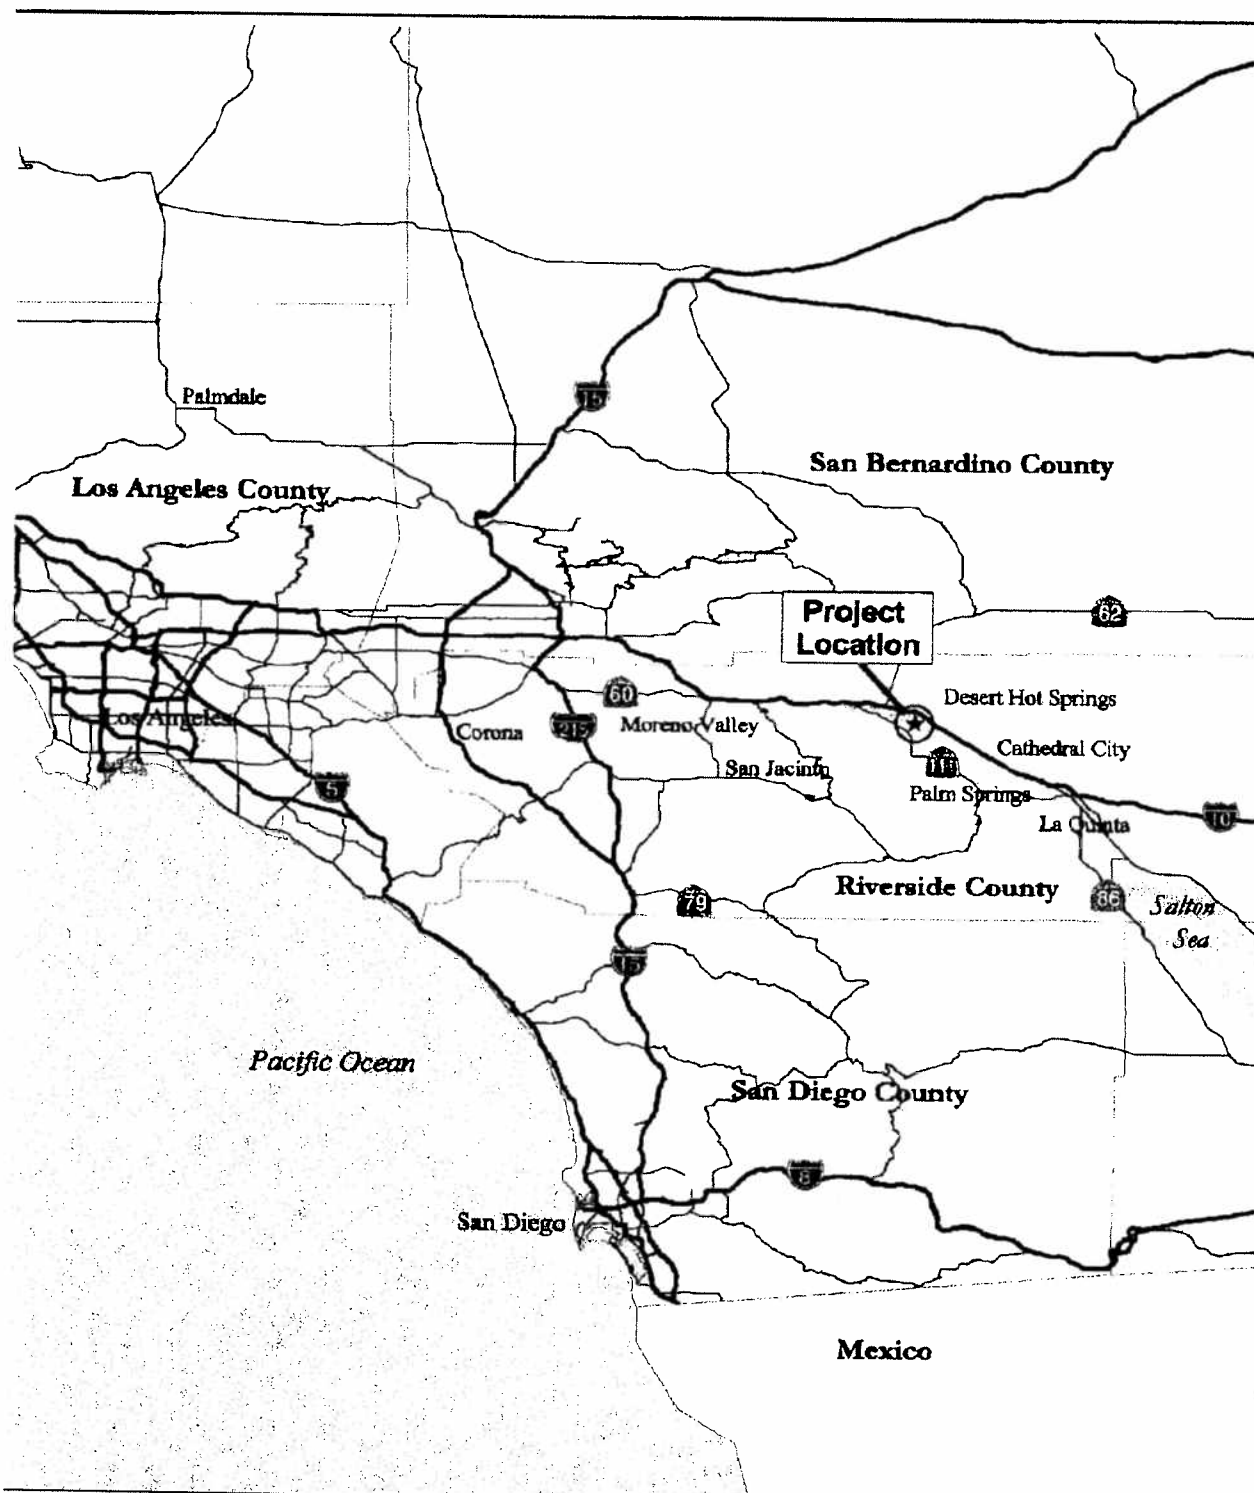 15
Palmdale
San Bernardino County
Los Angeles County
62
Project
Location
Desert Hot Springs
60
Los Angeles
Corona
215
Moreno Valley
Cathedral City
San Jacinto
111
Palm Springs
5
10
La Quinta
Riverside County
79
86
Salton
Sea
15
Pacific Ocean
San Diego County
8
San Diego
Mexico